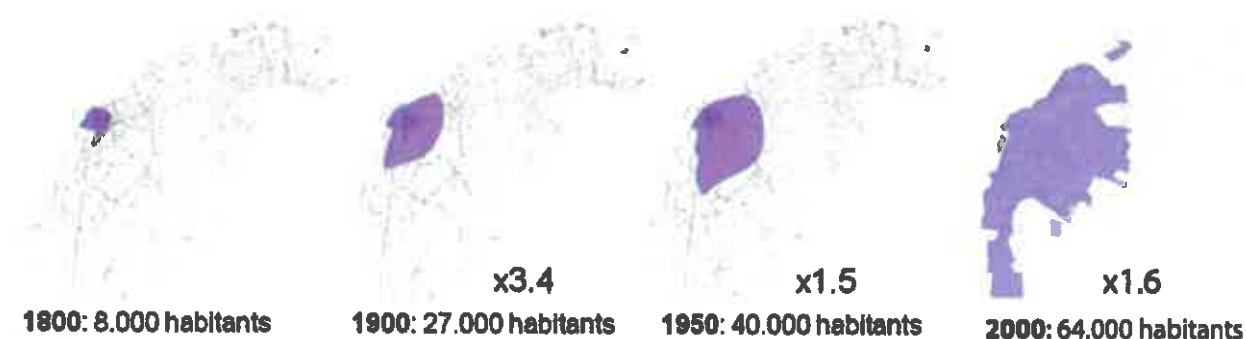 x3.4
x1.5
x1.6
1800: 8.000 habitants
1900: 27.000 habitants
1950: 40.000 habitants
2000: 64.000 habitants